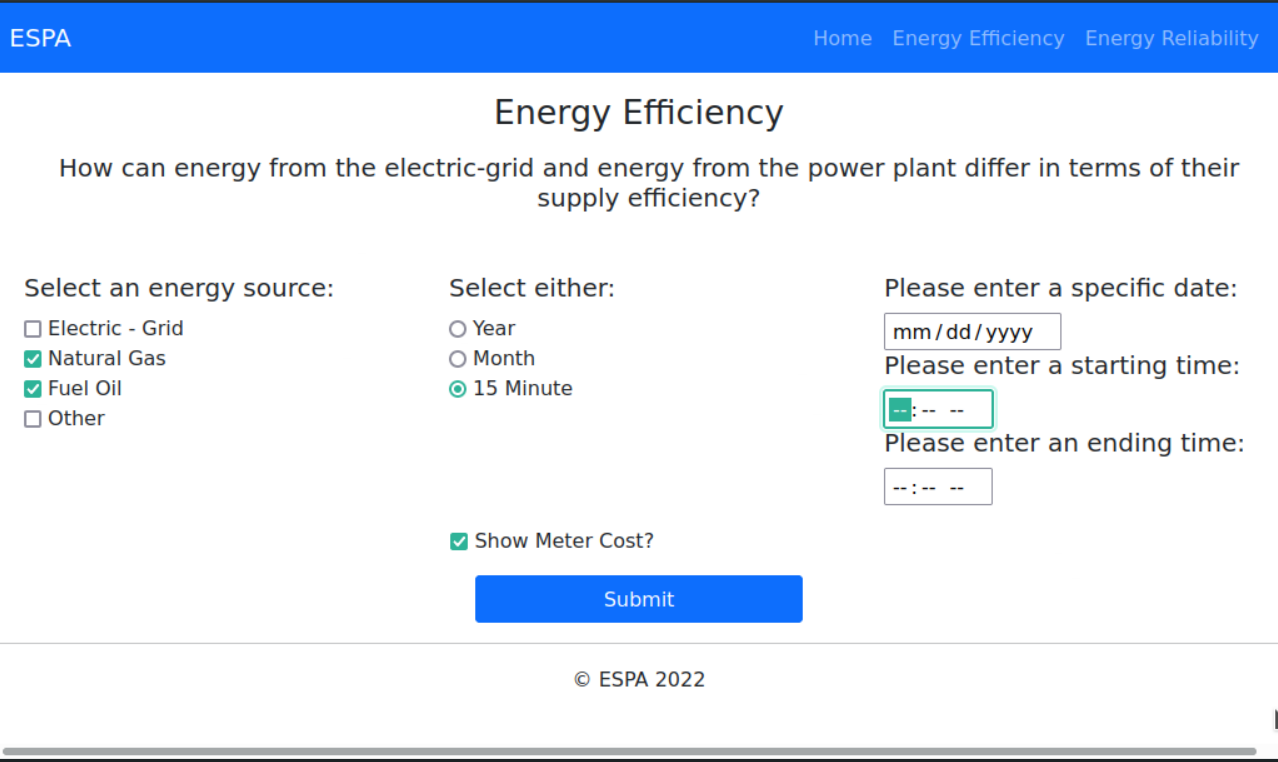 ESPA
Home Energy Efficiency Energy Reliability
Energy Efficiency
How can energy from the electric-grid and energy from the power plant differ in terms of their
supply efficiency?
Select an energy source:
Electric - Grid
Natural Gas
Fuel Oil
Other
Select either:
Year
Month
15 Minute
Please enter a specific date:
mm/dd/yyyy
Please enter a starting time:
--:-- --
Please enter an ending time:
--:-- --
Show Meter Cost?
Submit
© ESPA 2022